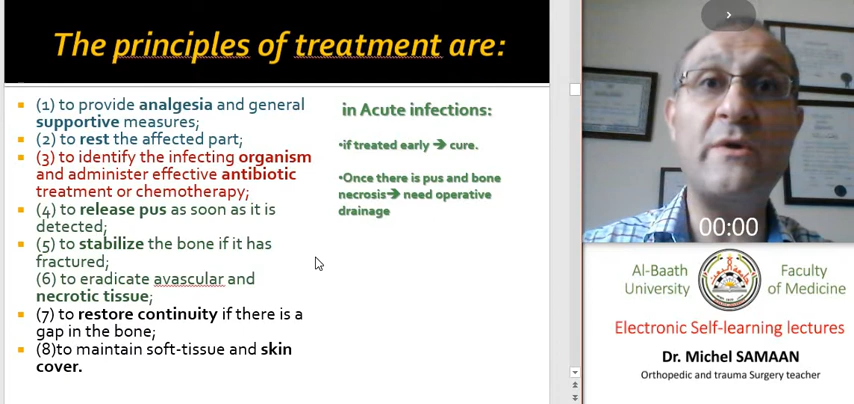 The principles of treatment are:
(1) to provide analgesia and general
supportive measures;
(2) to rest the affected part;
(3) to identify the infecting organism
and administer effective antibiotic
treatment or chemotherapy;
(4) to release pus as soon as it is
detected;
(5) to stabilize the bone if it has
fractured;
(6) to eradicate avascular and
necrotic tissue;
(7) to restore continuity if there is a
gap in the bone;
(8)to maintain soft-tissue and skin
cover.
in Acute infections:
•if treated early ➔ cure.
•Once there is pus and bone
necrosis➔ need operative
drainage
00:00
Al-Baath
University
Faculty
of Medicine
Electronic Self-learning lectures
Dr. Michel SAMAAN
Orthopedic and trauma Surgery teacher